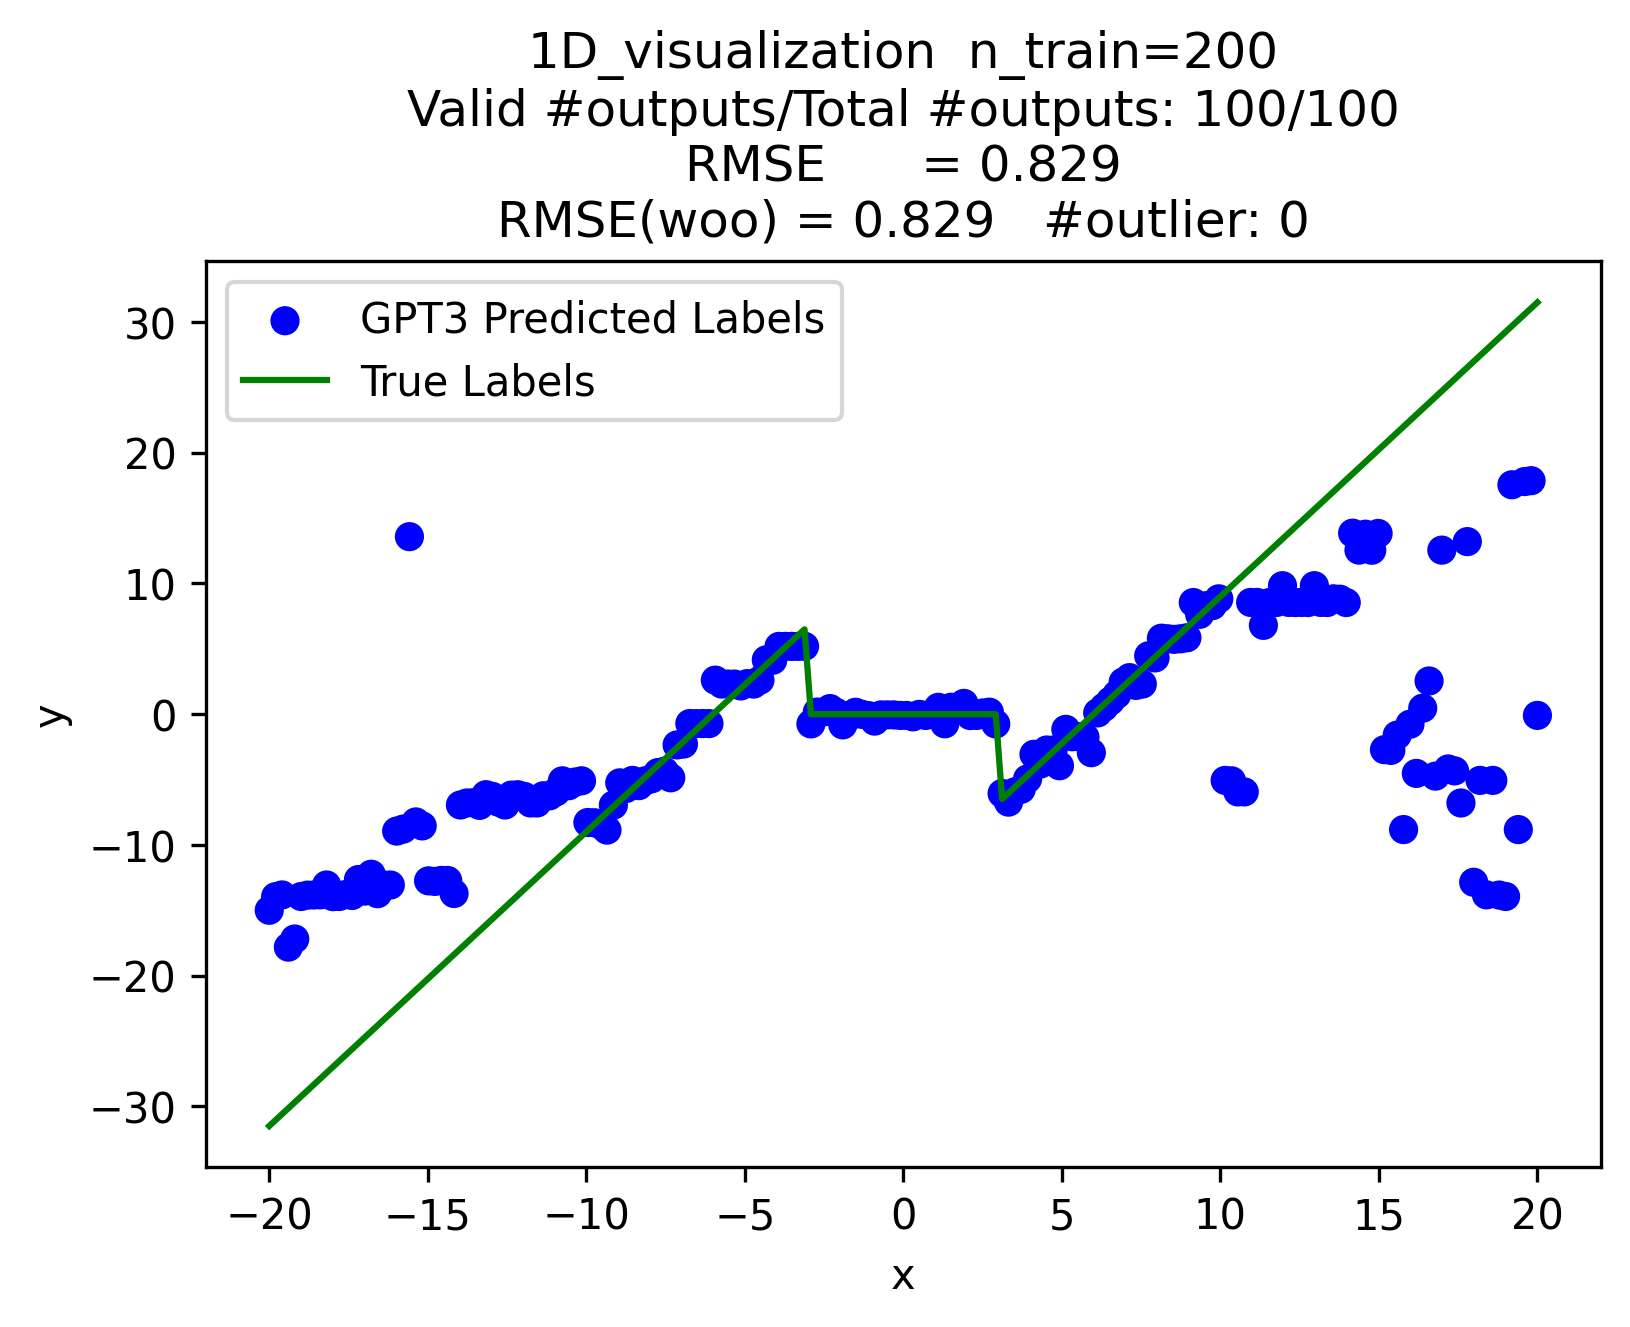 1D_visualization  n_train=200
Valid #outputs/Total #outputs: 100/100
RMSE      = 0.829
RMSE(woo) = 0.829   #outlier: 0
GPT3 Predicted Labels
True Labels
30
20
10
0
−10
−20
−30
y
−20 −15 −10 −5 0 5 10 15 20
x